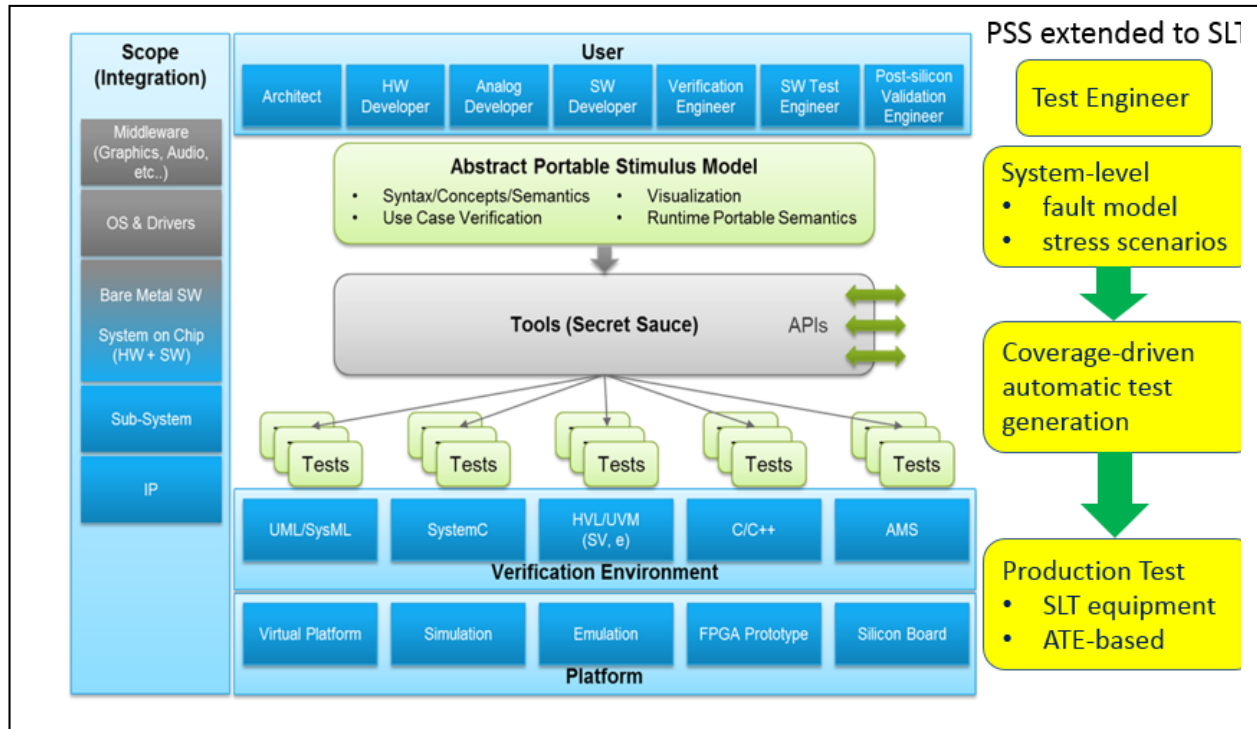 Scope
(Integration)
Middleware
(Graphics, Audio,
etc..)
OS & Drivers
Bare Metal SW
System on Chip
(HW + SW)
Sub-System
IP
User
Architect
HW
Developer
Analog
Developer
SW
Developer
Verification
Engineer
SW Test
Engineer
Post-silicon
Validation
Engineer
Abstract Portable Stimulus Model
• Syntax/Concepts/Semantics
• Use Case Verification
• Visualization
• Runtime Portable Semantics
Tools (Secret Sauce)
APIs
Tests
Tests
Tests
Tests
Tests
UML/SysML
SystemC
HVL/UVM
(SV, e)
C/C++
AMS
Verification Environment
Virtual Platform
Simulation
Emulation
FPGA Prototype
Silicon Board
Platform
PSS extended to SLT
Test Engineer
System-level
• fault model
• stress scenarios
Coverage-driven
automatic test
generation
Production Test
• SLT equipment
• ATE-based